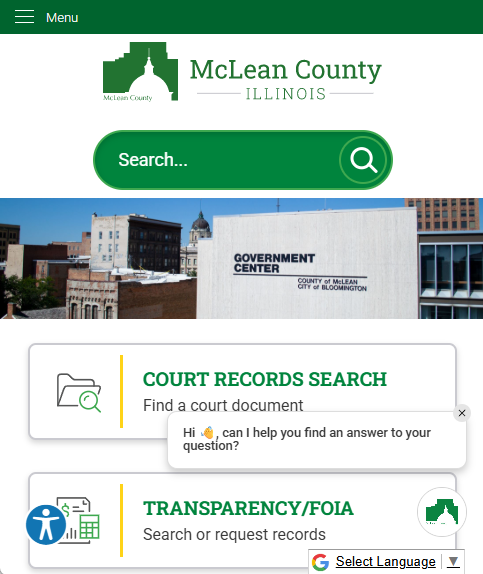 Menu
McLean County
McLean County
ILLINOIS
Search...
GOVERNMENT
CENTER
COUNTY of McLEAN
CITY of BLOOMINGTON
COURT RECORDS SEARCH
Find a court document
Hi 👋, can I help you find an answer to your
question?
TRANSPARENCY/FOIA
Search or request records
Select Language ▼